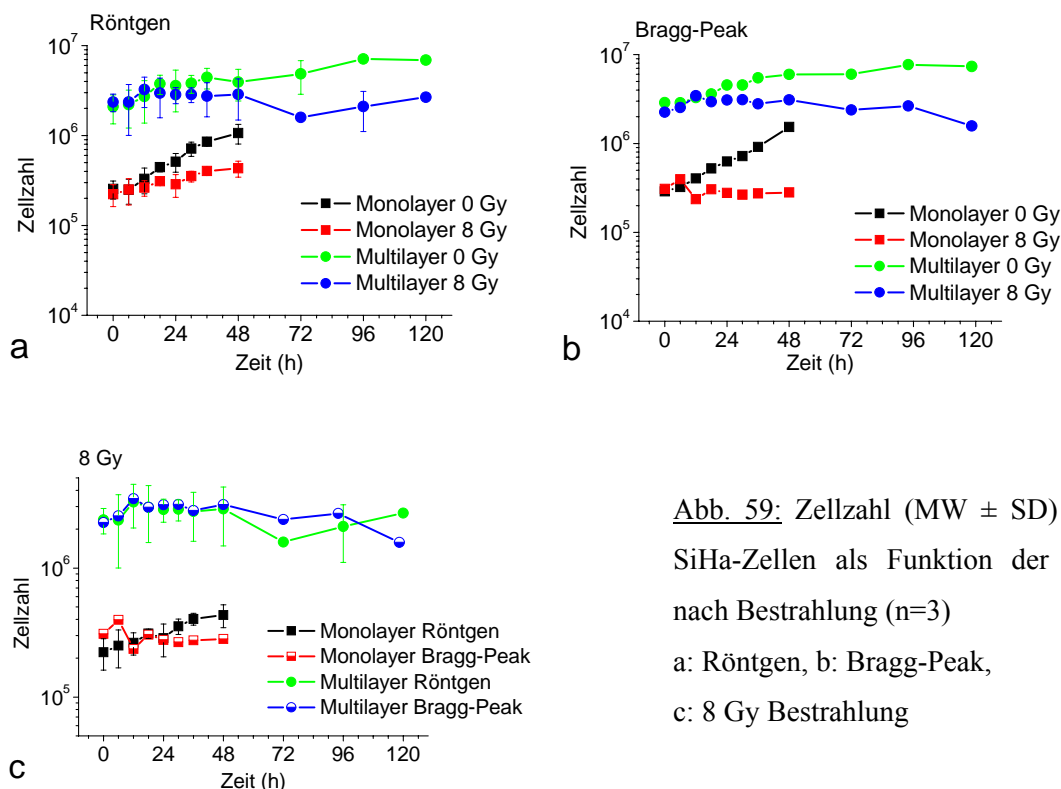 Röntgen
10^7
10^6
10^5
10^4
Zellzahl
0 24 48 72 96 120
Zeit (h)
Monolayer 0 Gy
Monolayer 8 Gy
Multilayer 0 Gy
Multilayer 8 Gy
a
Bragg-Peak
10^7
10^6
10^5
10^4
Zellzahl
0 24 48 72 96 120
Zeit (h)
Monolayer 0 Gy
Monolayer 8 Gy
Multilayer 0 Gy
Multilayer 8 Gy
b
8 Gy
10^6
10^5
Zellzahl
0 24 48 72 96 120
Zeit (h)
Monolayer Röntgen
Monolayer Bragg-Peak
Multilayer Röntgen
Multilayer Bragg-Peak
c
Abb. 59: Zellzahl (MW ± SD)
SiHa-Zellen als Funktion der
nach Bestrahlung (n=3)
a: Röntgen, b: Bragg-Peak,
c: 8 Gy Bestrahlung